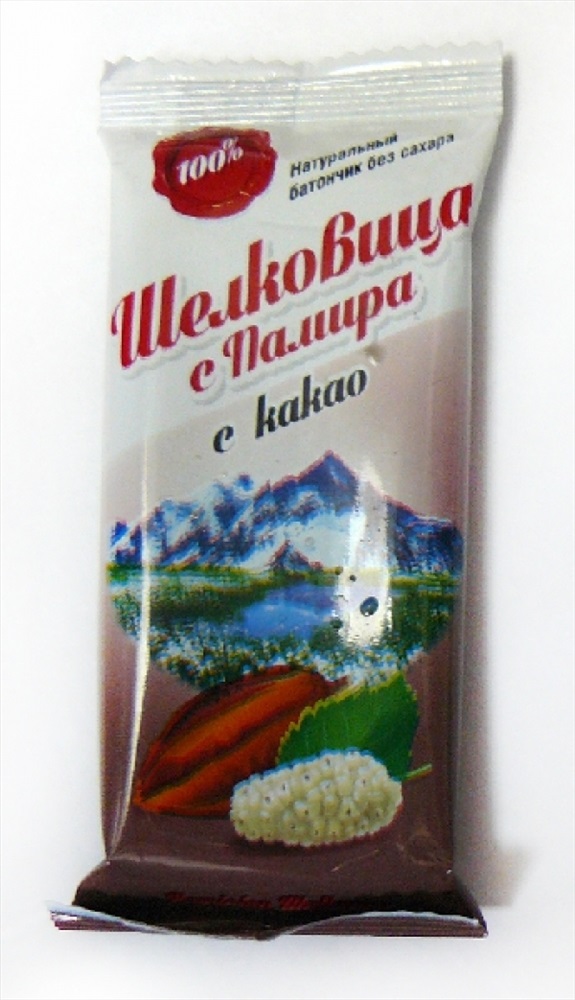 100%
Натуральный
батончик без сахара
Шелковица
с Памира
с какао